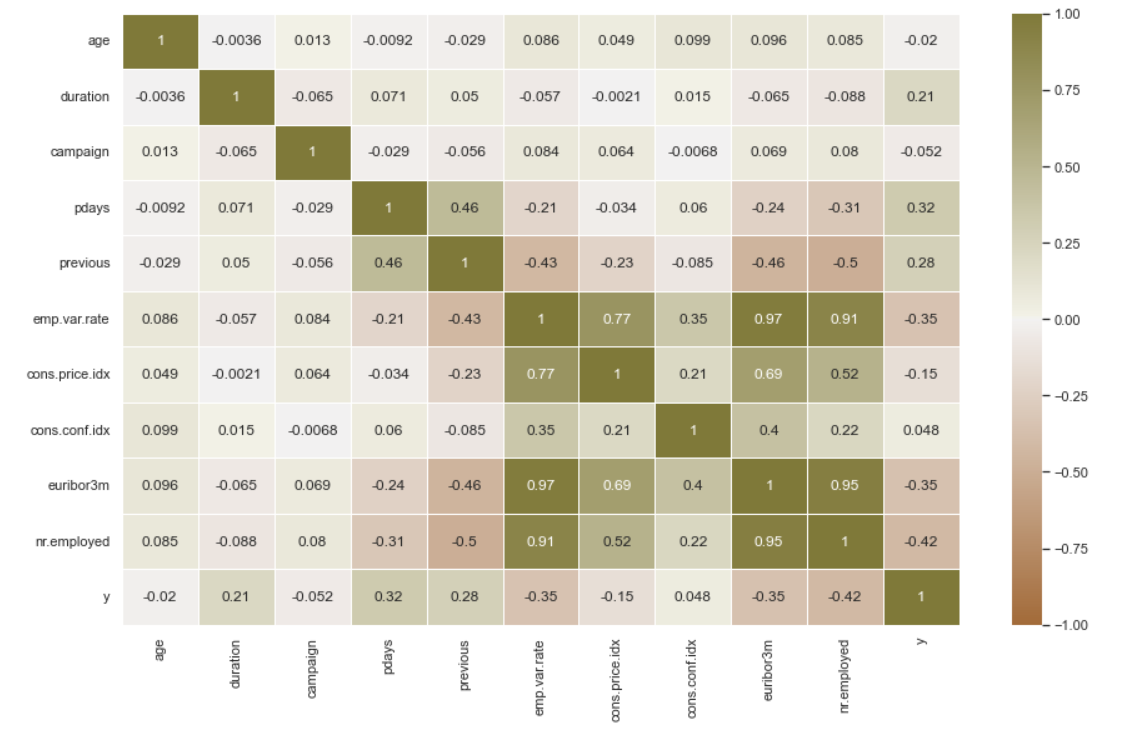 age 1 -0.0036 0.013 -0.0092 -0.029 0.086 0.049 0.099 0.096 0.085 -0.02
duration -0.0036 1 -0.065 0.071 0.05 -0.057 -0.0021 0.015 -0.065 -0.088 0.21
campaign 0.013 -0.065 1 -0.029 -0.056 0.084 0.064 -0.0068 0.069 0.08 -0.052
pdays -0.0092 0.071 -0.029 1 0.46 -0.21 -0.034 0.06 -0.24 -0.31 0.32
previous -0.029 0.05 -0.056 0.46 1 -0.43 -0.23 -0.085 -0.46 -0.5 0.28
emp.var.rate 0.086 -0.057 0.084 -0.21 -0.43 1 0.77 0.35 0.97 0.91 -0.35
cons.price.idx 0.049 -0.0021 0.064 -0.034 -0.23 0.77 1 0.21 0.69 0.52 -0.15
cons.conf.idx 0.099 0.015 -0.0068 0.06 -0.085 0.35 0.21 1 0.4 0.22 0.048
euribor3m 0.096 -0.065 0.069 -0.24 -0.46 0.97 0.69 0.4 1 0.95 -0.35
nr.employed 0.085 -0.088 0.08 -0.31 -0.5 0.91 0.52 0.22 0.95 1 -0.42
y -0.02 0.21 -0.052 0.32 0.28 -0.35 -0.15 0.048 -0.35 -0.42 1
age duration campaign pdays previous emp.var.rate cons.price.idx cons.conf.idx euribor3m nr.employed y
1.00
0.75
0.50
0.25
0.00
−0.25
−0.50
−0.75
−1.00